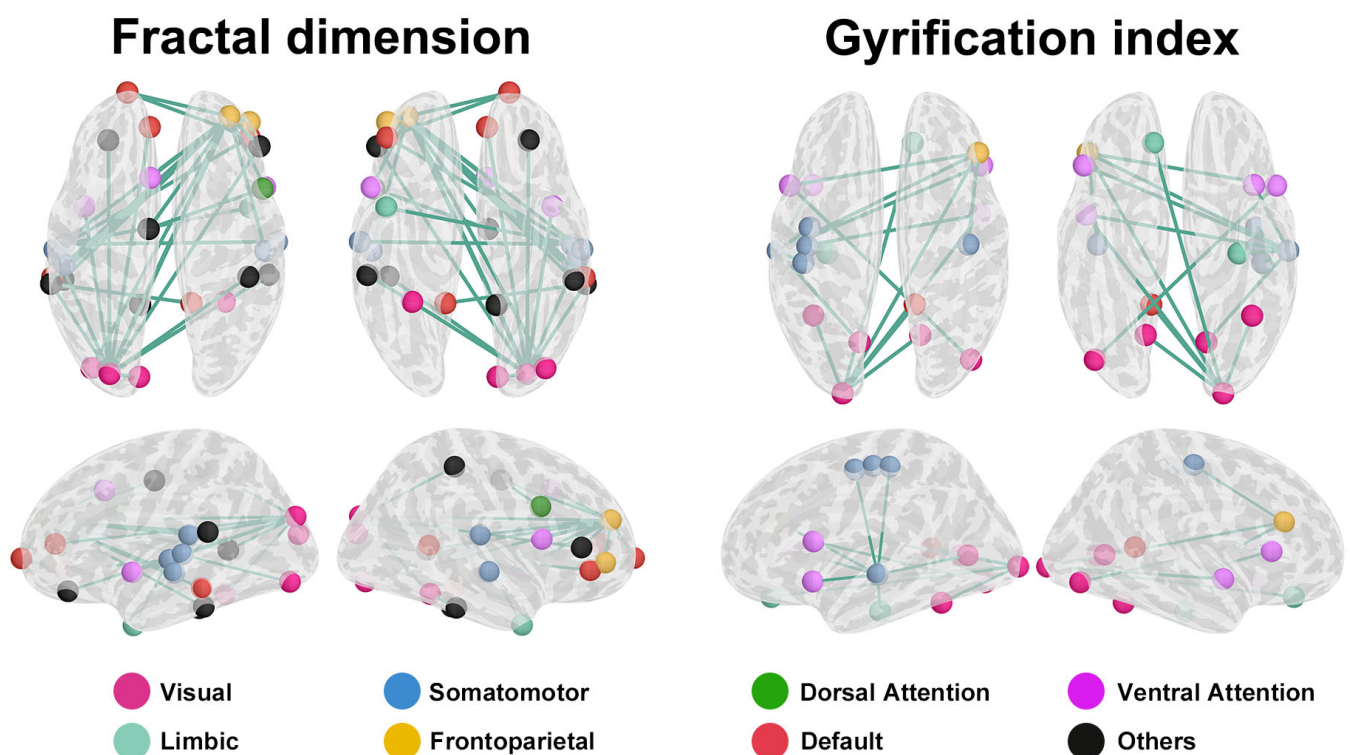 Fractal dimension
Gyrification index
Visual
Somatomotor
Dorsal Attention
Ventral Attention
Limbic
Frontoparietal
Default
Others